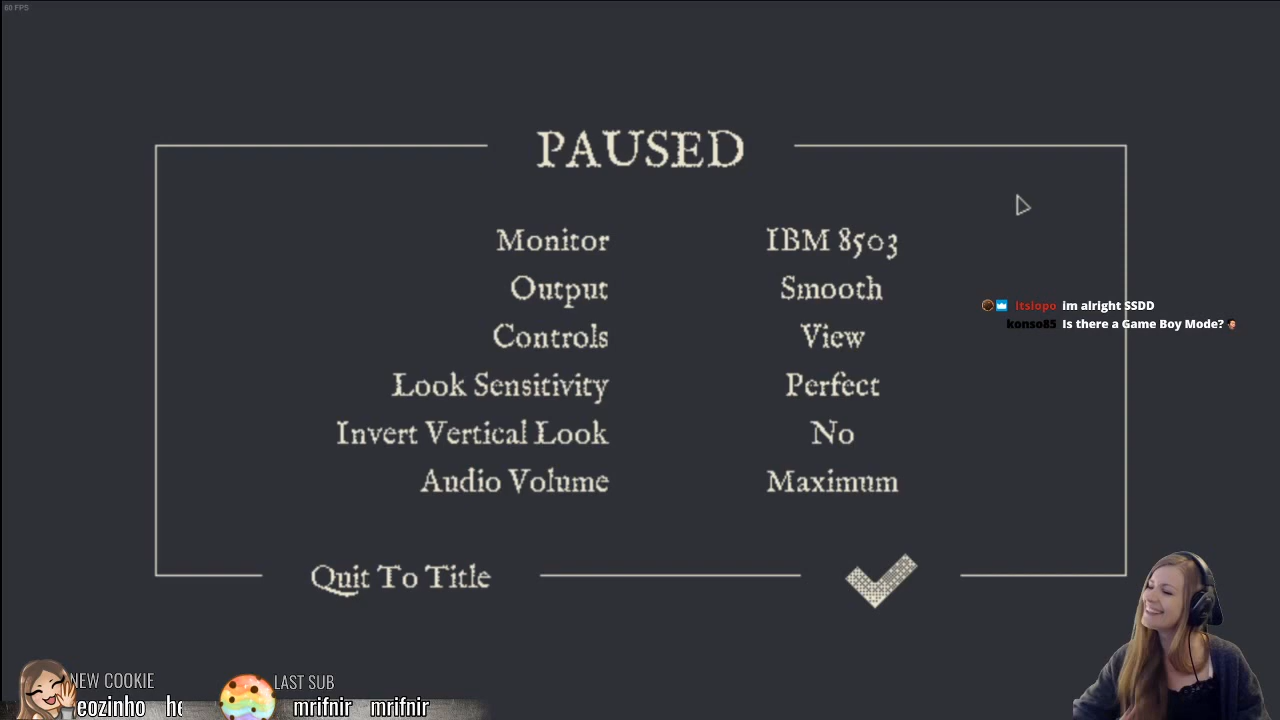 60 FPS
PAUSED
Monitor IBM 8503
Output Smooth
Controls View
Look Sensitivity Perfect
Invert Vertical Look No
Audio Volume Maximum
Quit To Title
itslopo im alright SSDD
konso85 Is there a Game Boy Mode?
NEW COOKIE
eozinho he
LAST SUB
mrifnir mrifnir